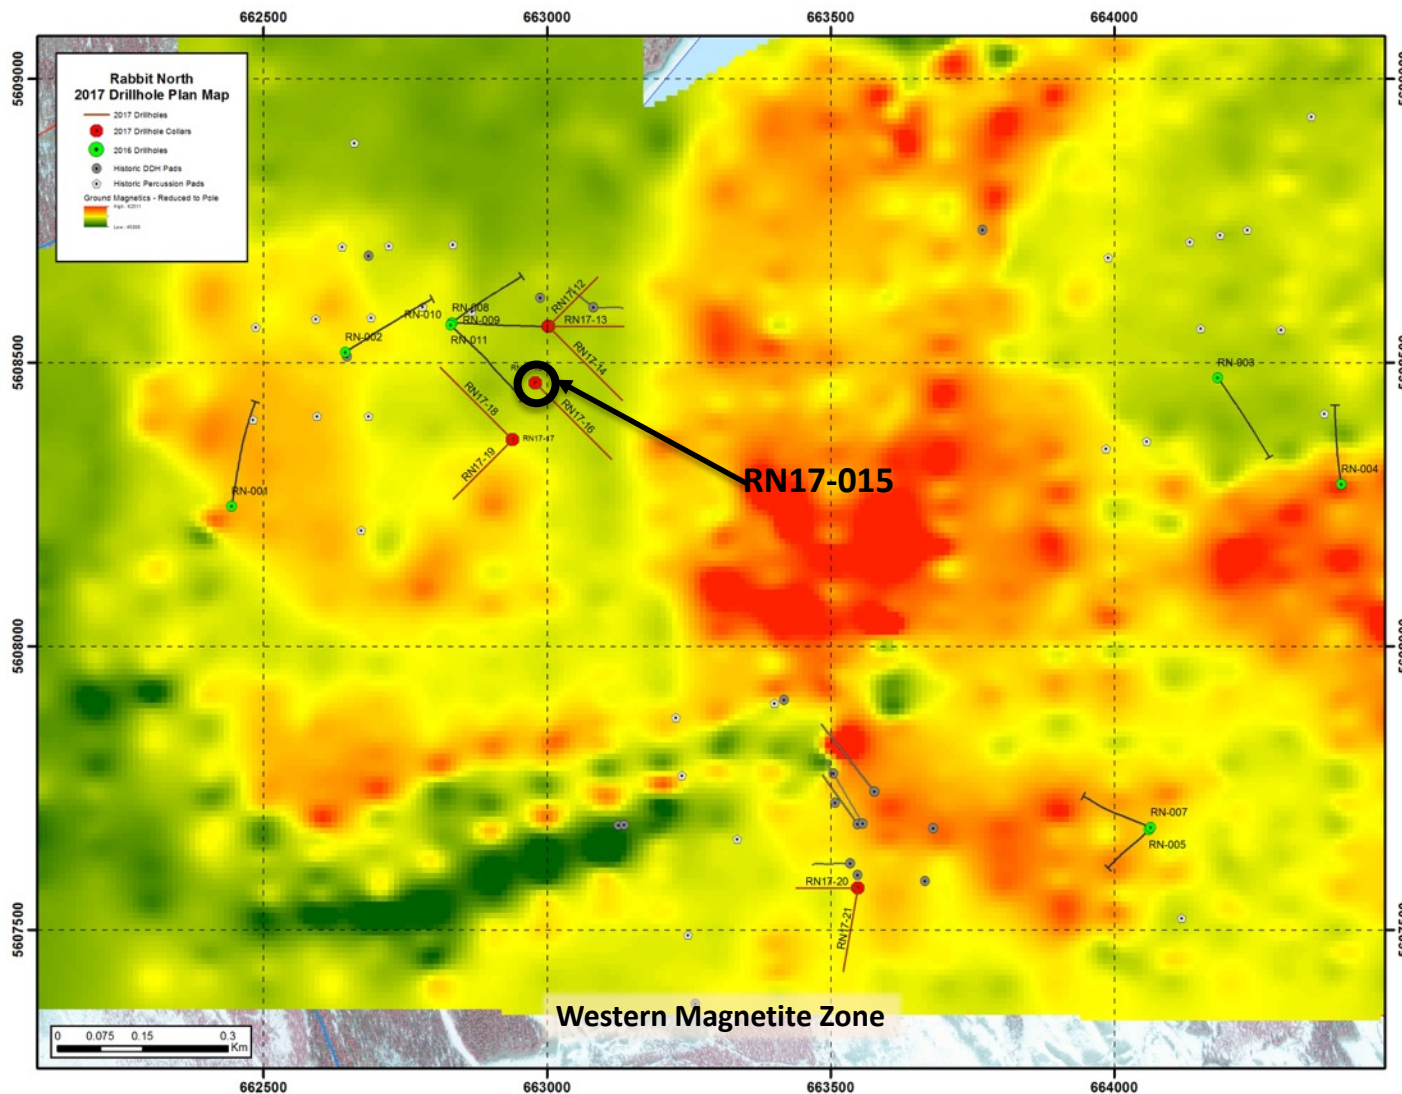 662500 663000 663500 664000
5609000
Rabbit North
2017 Drillhole Plan Map
2017 Drillholes
2017 Drillhole Collars
2016 Drillholes
Historic DDH Pads
Historic Percussion Pads
Ground Magnetics - Reduced to Pole
RN17-12
RN-008
RN-010
RN-009
RN17-13
RN-002
RN-011
5608500
RN-003
RN17-14
RN17-18
RN17-16
RN17-17
RN17-19
RN-004
RN17-015
RN-001
5608000
RN-007
RN-005
RN17-20
RN17-21
5607500
Western Magnetite Zone
0 0.075 0.15 0.3
Km
662500 663000 663500 664000